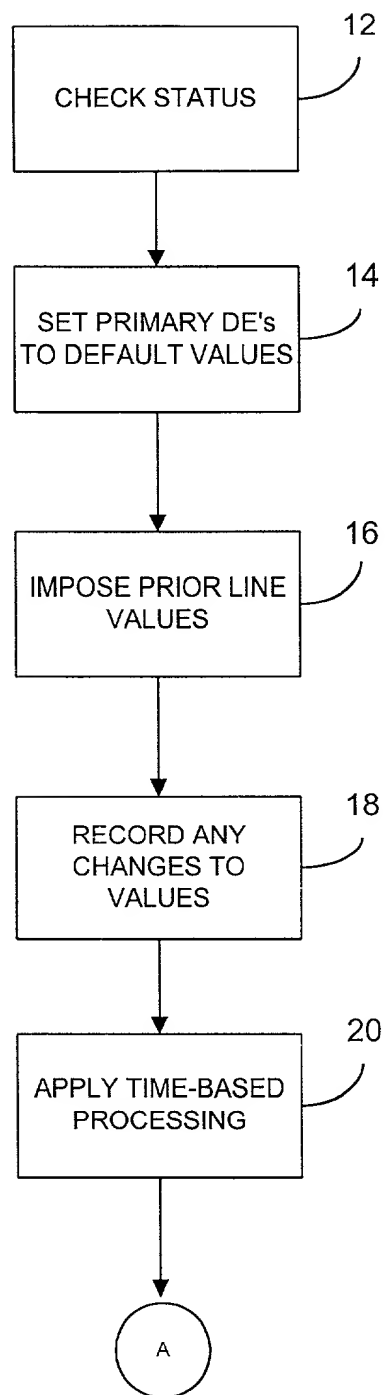 12
CHECK STATUS
14
SET PRIMARY DE's
TO DEFAULT VALUES
16
IMPOSE PRIOR LINE
VALUES
18
RECORD ANY
CHANGES TO
VALUES
20
APPLY TIME-BASED
PROCESSING
A